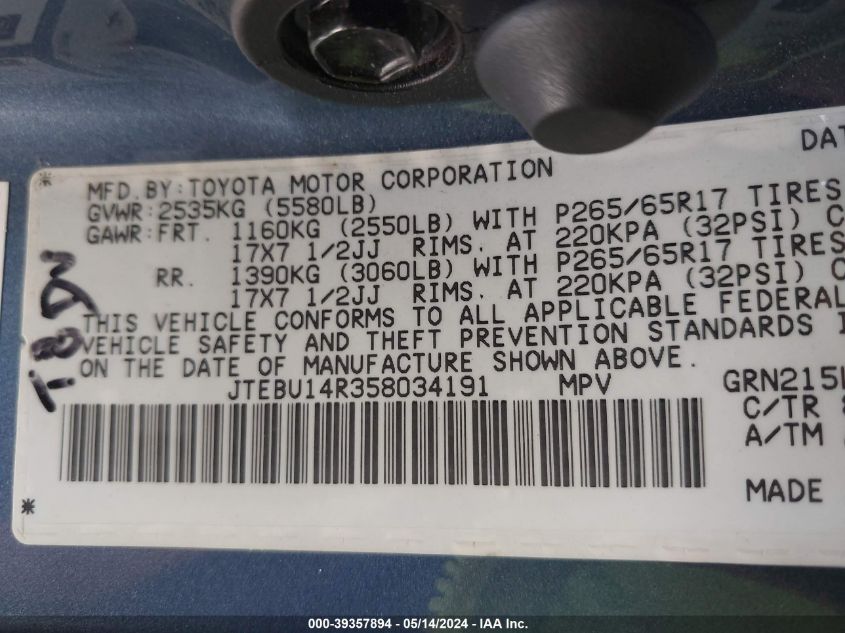 DAT
MFD. BY: TOYOTA MOTOR CORPORATION
GVWR: 2535KG (5580LB)
GAWR: FRT. 1160KG (2550LB) WITH P265/65R17 TIRES
17X7 1/2JJ RIMS. AT 220KPA (32PSI) C
RR. 1390KG (3060LB) WITH P265/65R17 TIRES
17X7 1/2JJ RIMS. AT 220KPA (32PSI) C
THIS VEHICLE CONFORMS TO ALL APPLICABLE FEDERAL
VEHICLE SAFETY AND THEFT PREVENTION STANDARDS I
ON THE DATE OF MANUFACTURE SHOWN ABOVE.
JTEBU14R358034191 MPV GRN215
C/TR 8
A/TM
MADE
000-39357894 - 05/14/2024 - IAA Inc.